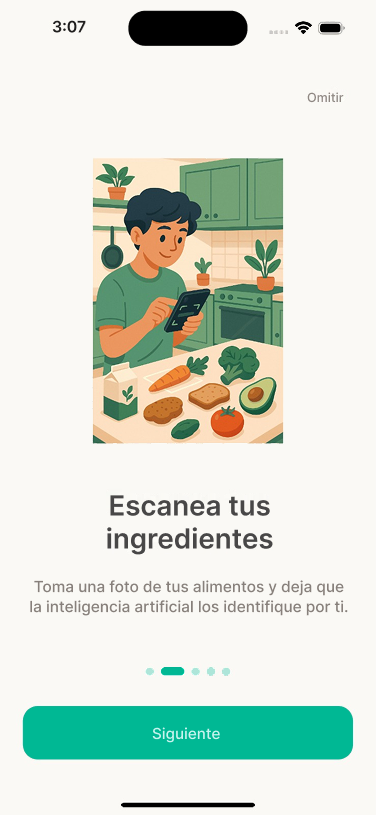 3:07
Omitir
Escanea tus
ingredientes
Toma una foto de tus alimentos y deja que
la inteligencia artificial los identifique por ti.
Siguiente